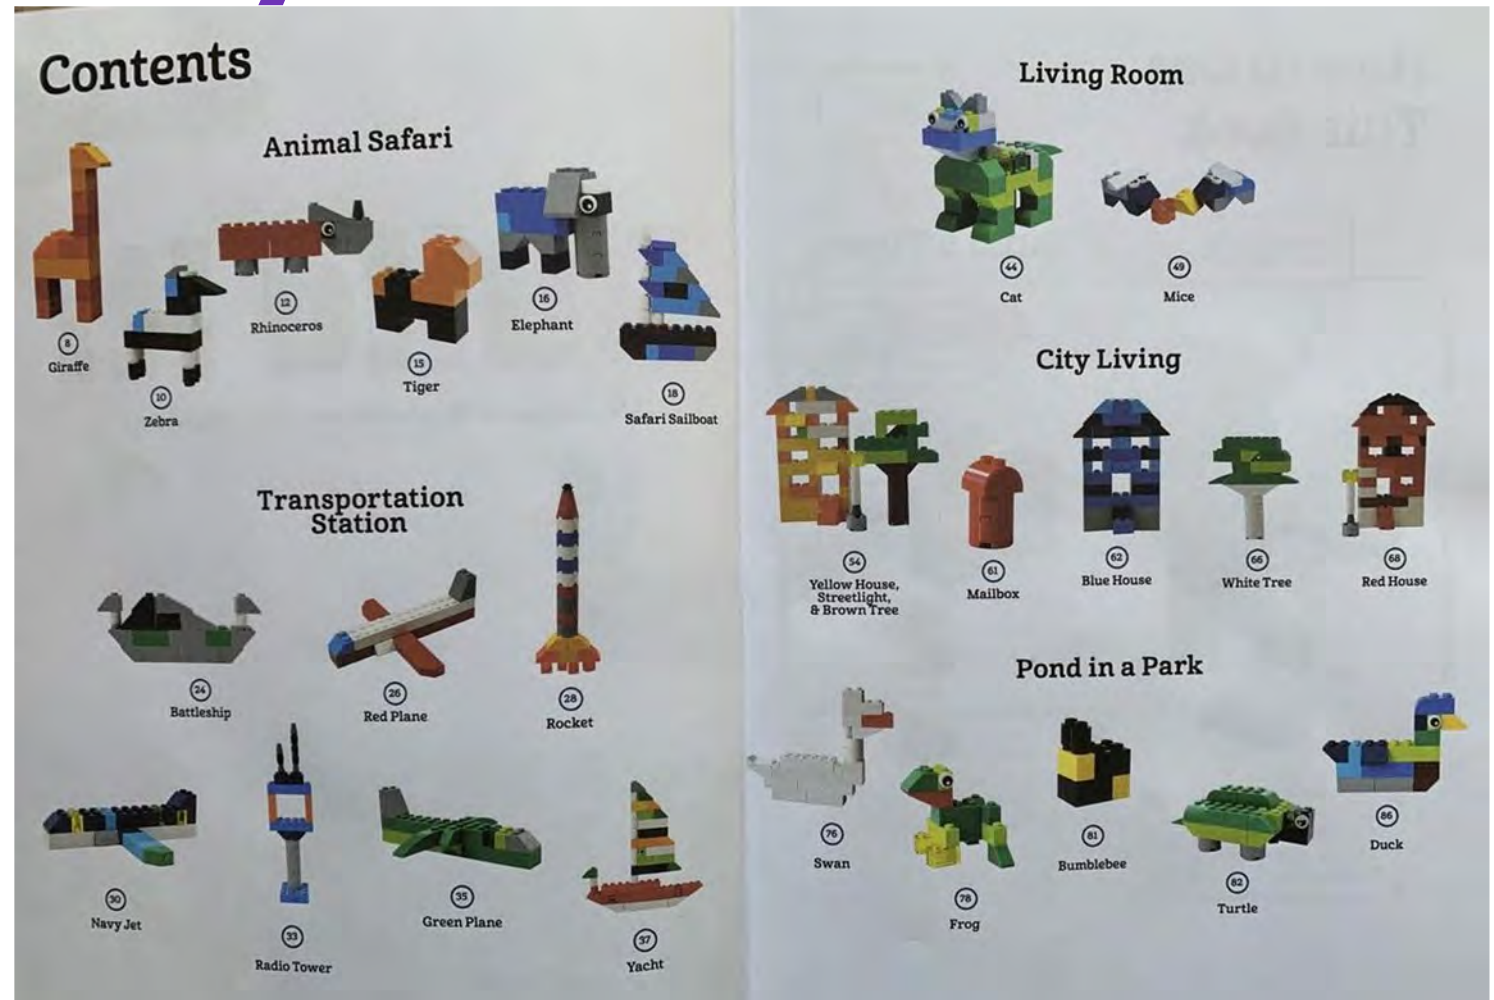 Contents
Animal Safari
8
Giraffe
10
Zebra
12
Rhinoceros
15
Tiger
16
Elephant
18
Safari Sailboat
Transportation
Station
24
Battleship
26
Red Plane
28
Rocket
30
Navy Jet
33
Radio Tower
35
Green Plane
37
Yacht
Living Room
44
Cat
49
Mice
City Living
54
Yellow House,
Streetlight,
& Brown Tree
61
Mailbox
62
Blue House
66
White Tree
68
Red House
Pond in a Park
76
Swan
78
Frog
81
Bumblebee
82
Turtle
86
Duck